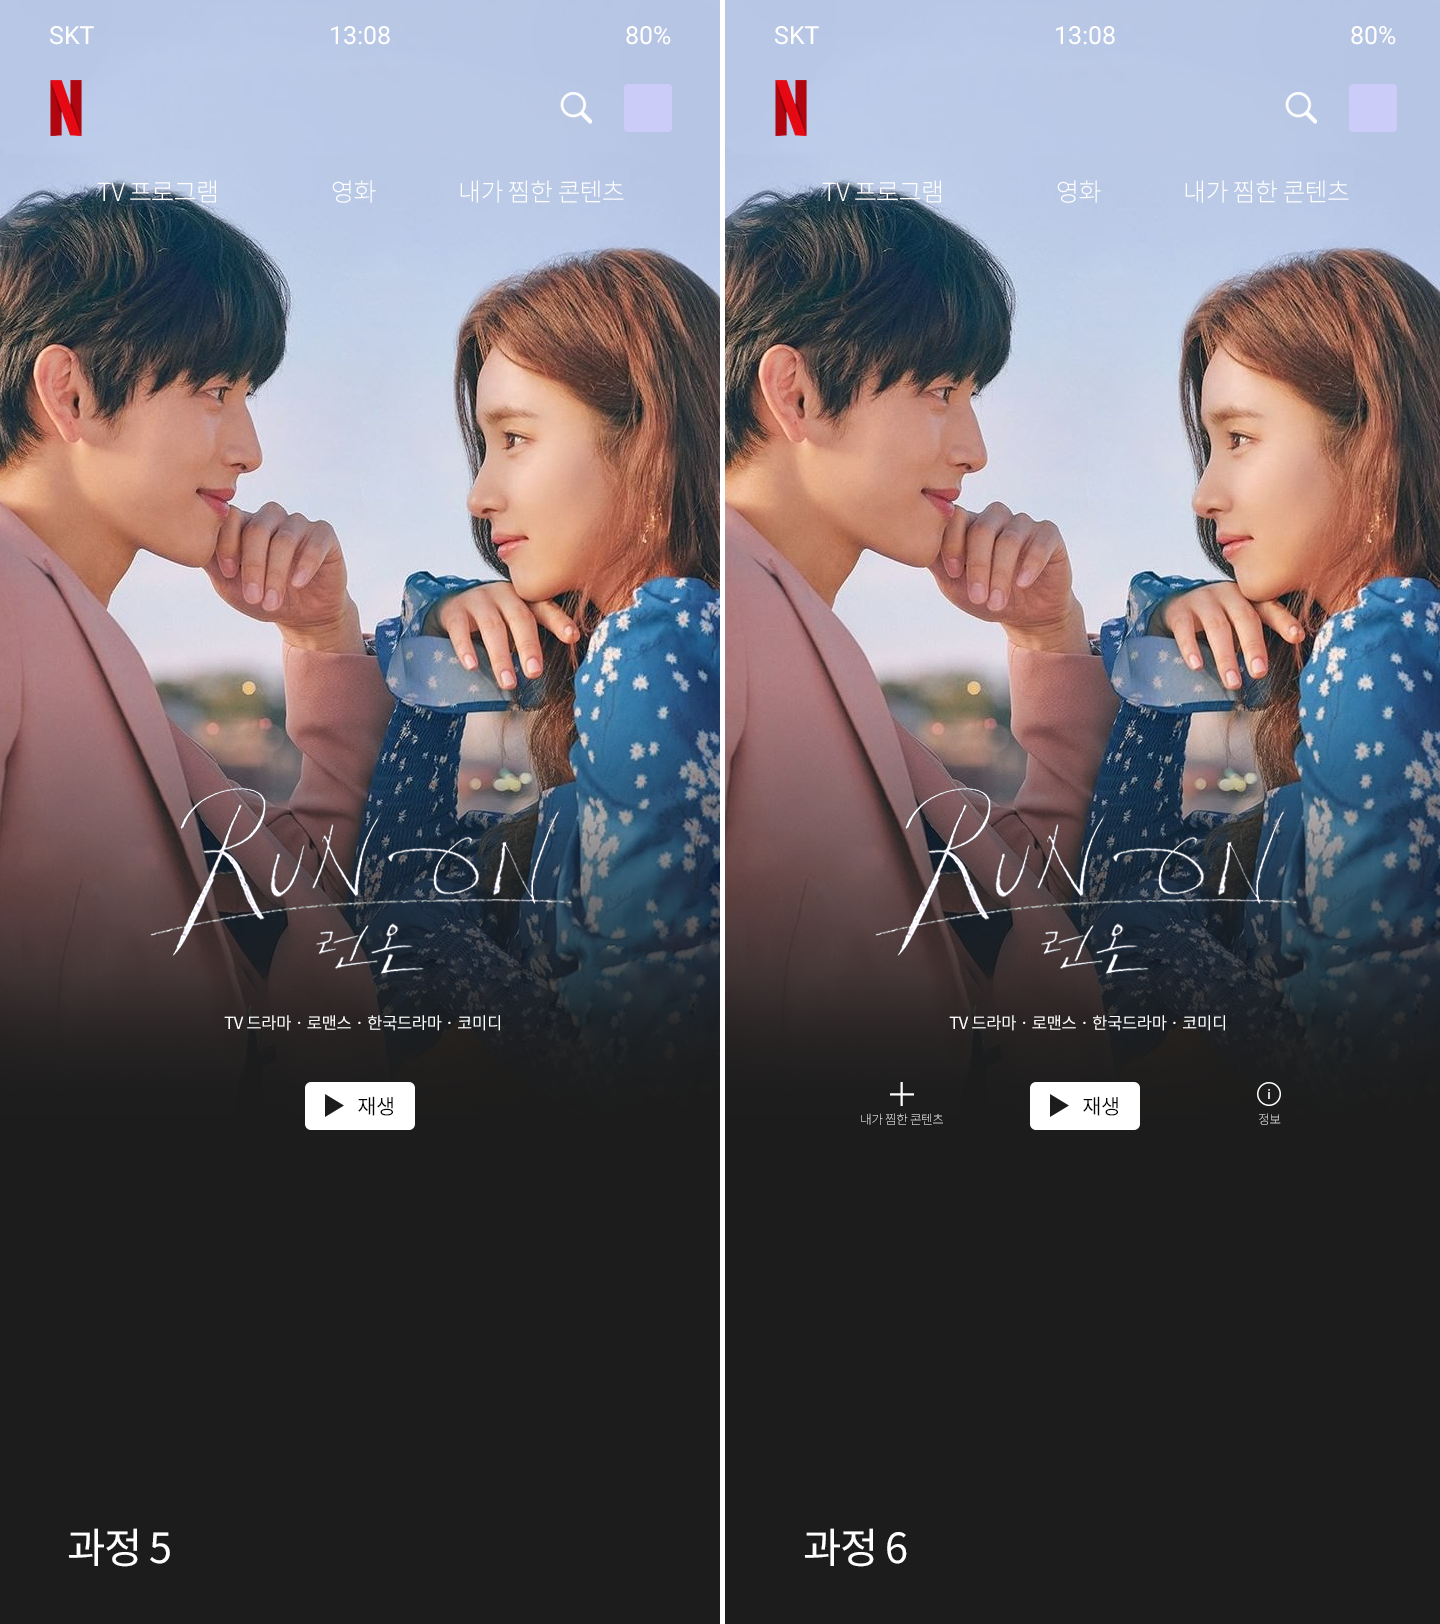 SKT 13:08 80%
N
TV 프로그램 영화 내가 찜한 콘텐츠
RUN ON
런온
TV 드라마 · 로맨스 · 한국드라마 · 코미디
재생
과정 5
SKT 13:08 80%
N
TV 프로그램 영화 내가 찜한 콘텐츠
RUN ON
런온
TV 드라마 · 로맨스 · 한국드라마 · 코미디
재생
내가 찜한 콘텐츠 정보
과정 6